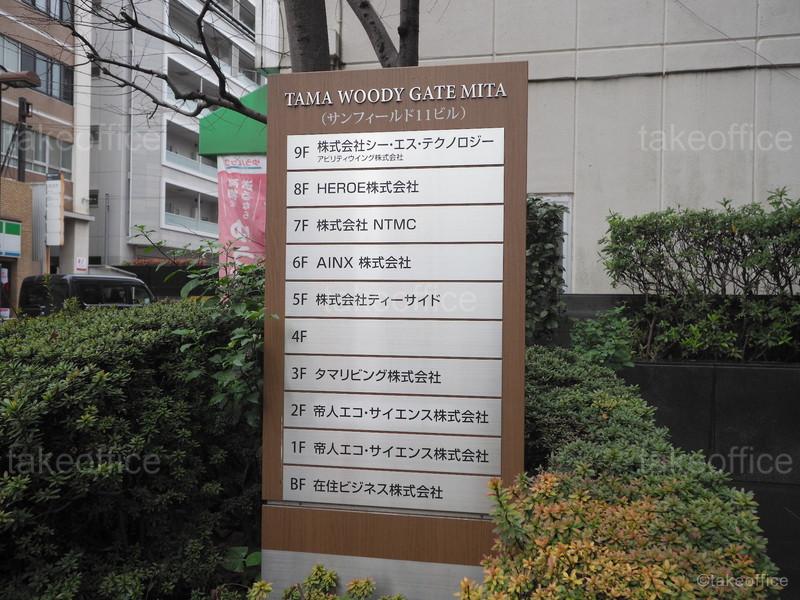 TAMA WOODY GATE MITA
(サンフィールド11ビル)
9F 株式会社シー・エス・テクノロジー
アビリティウイング株式会社
8F HEROE株式会社
7F 株式会社 NTMC
6F AINX 株式会社
5F 株式会社ティーサイド
4F
3F タマリビング株式会社
2F 帝人エコ・サイエンス株式会社
1F 帝人エコ・サイエンス株式会社
BF 在住ビジネス株式会社
takeoffice
takeoffice
takeoffice
takeoffice
takeoffice
©takeoffice